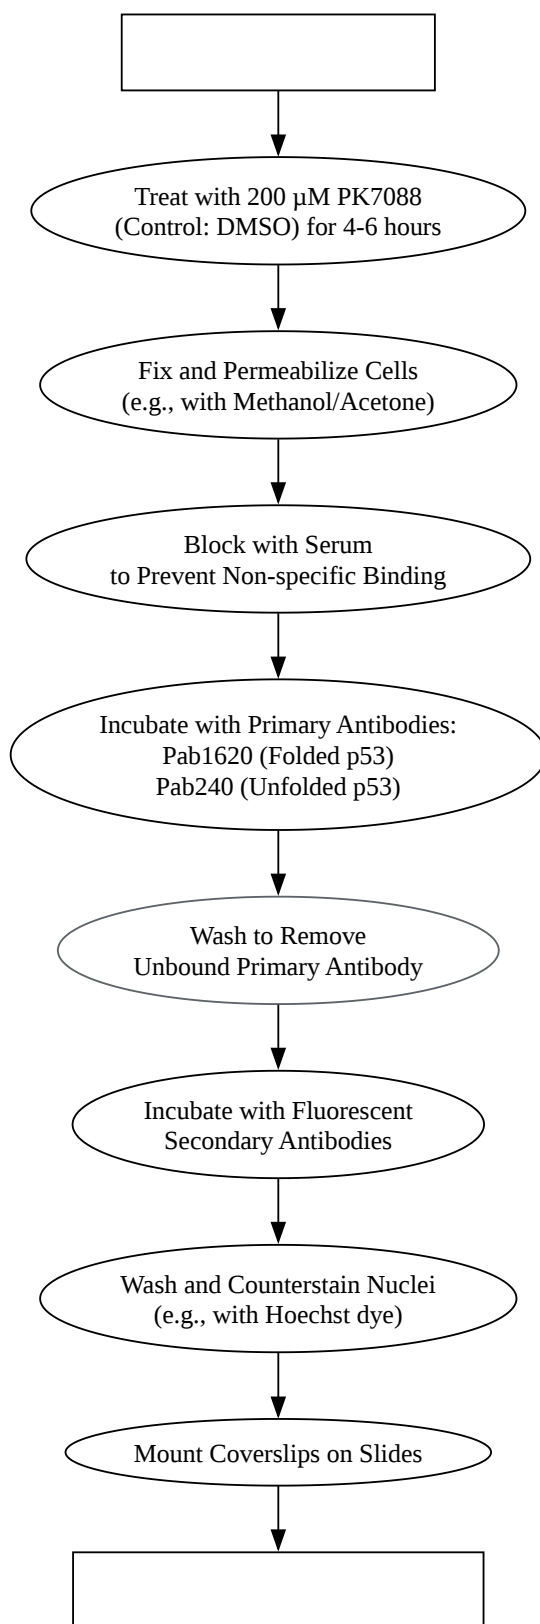 Treat with 200 µM PK7088
(Control: DMSO) for 4-6 hours
Fix and Permeabilize Cells
(e.g., with Methanol/Acetone)
Block with Serum
to Prevent Non-specific Binding
Incubate with Primary Antibodies:
Pab1620 (Folded p53)
Pab240 (Unfolded p53)
Wash to Remove
Unbound Primary Antibody
Incubate with Fluorescent
Secondary Antibodies
Wash and Counterstain Nuclei
(e.g., with Hoechst dye)
Mount Coverslips on Slides